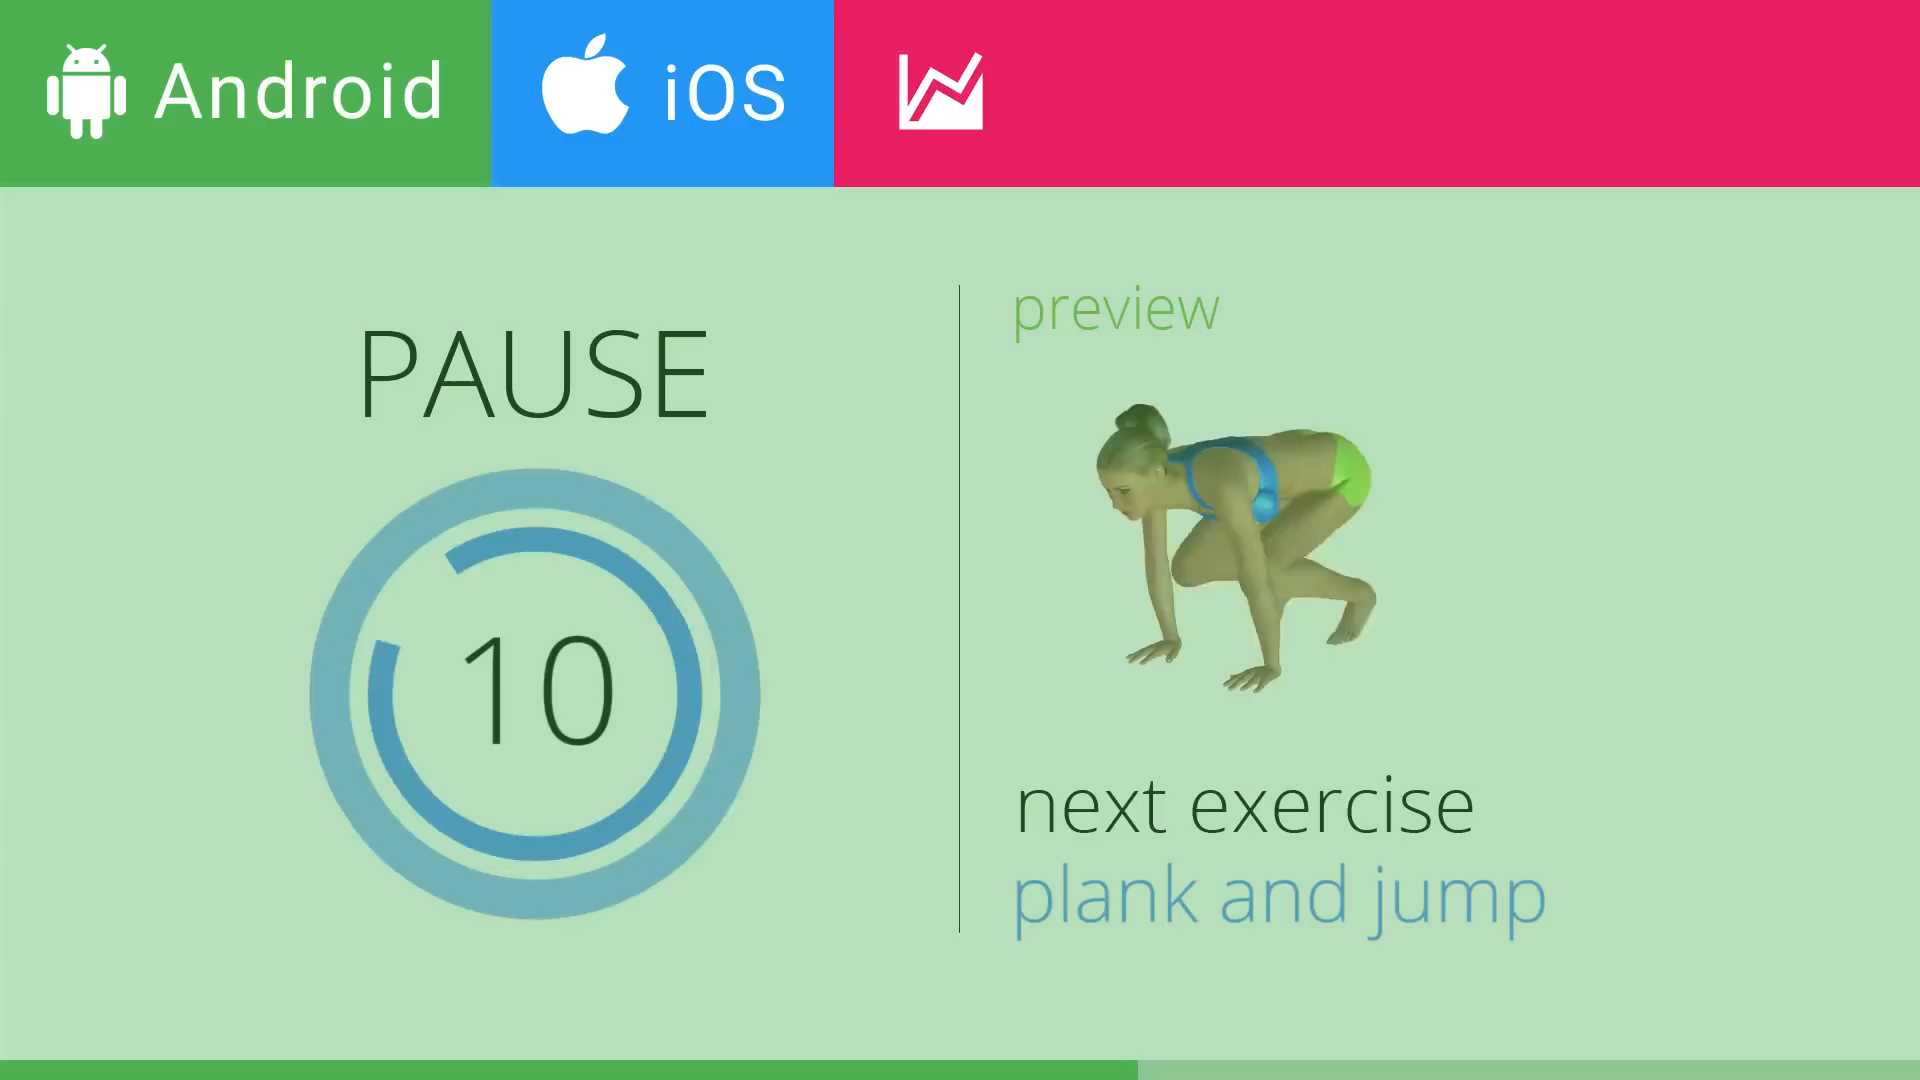 Android
iOS
PAUSE
10
preview
next exercise
plank and jump